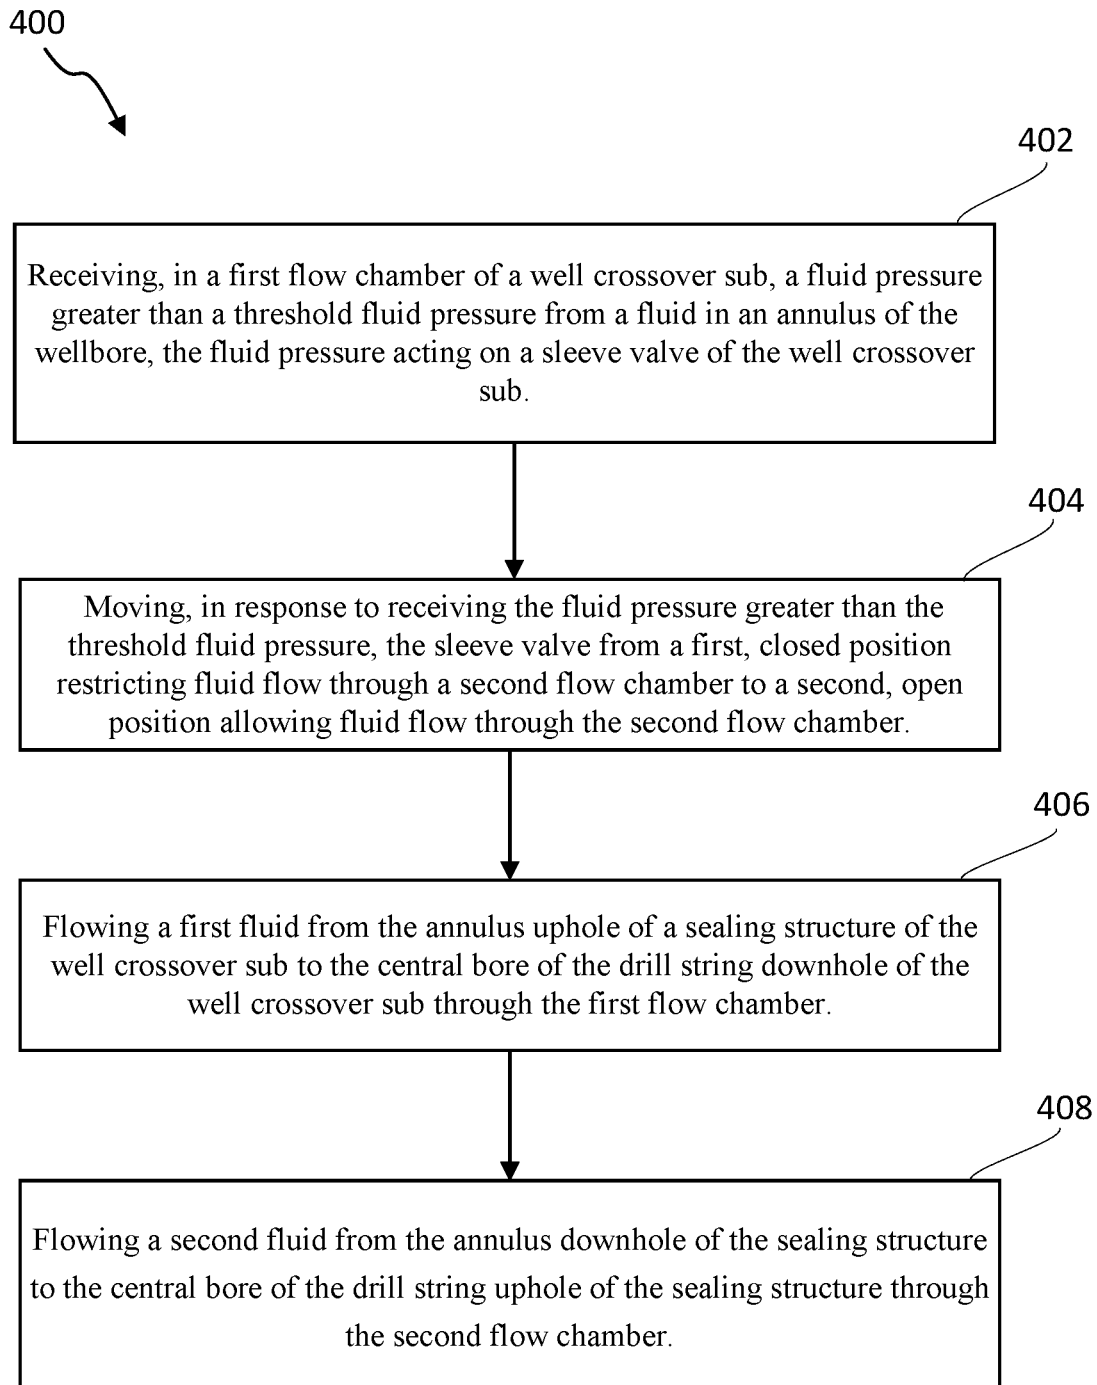 400
402
Receiving, in a first flow chamber of a well crossover sub, a fluid pressure
greater than a threshold fluid pressure from a fluid in an annulus of the
wellbore, the fluid pressure acting on a sleeve valve of the well crossover
sub.
404
Moving, in response to receiving the fluid pressure greater than the
threshold fluid pressure, the sleeve valve from a first, closed position
restricting fluid flow through a second flow chamber to a second, open
position allowing fluid flow through the second flow chamber.
406
Flowing a first fluid from the annulus uphole of a sealing structure of the
well crossover sub to the central bore of the drill string downhole of the
well crossover sub through the first flow chamber.
408
Flowing a second fluid from the annulus downhole of the sealing structure
to the central bore of the drill string uphole of the sealing structure through
the second flow chamber.